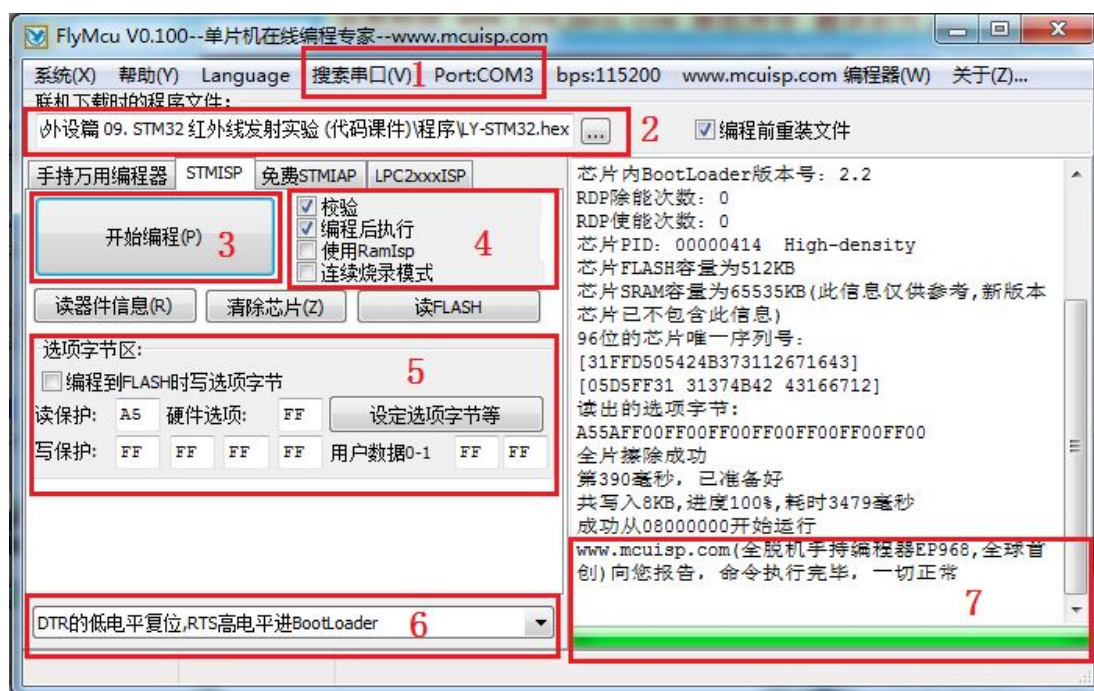 FlyMcu V0.100--单片机在线编程专家--www.mcuisp.com
系统(X) 帮助(Y) Language 搜索串口(V) Port:COM3 bps:115200 www.mcuisp.com 编程器(W) 关于(Z)...
1
联机下载时的程序文件:
外设篇 09. STM32 红外线发射实验 (代码课件)\程序\LY-STM32.hex ... 2 编程前重装文件
手持万用编程器 STMISP 免费STMIAP LPC2xxxISP
开始编程(P) 3
校验
编程后执行
使用RamIsp
连续烧录模式
4
读器件信息(R) 清除芯片(Z) 读FLASH
选项字节区:
5
编程到FLASH时写选项字节
读保护: A5 硬件选项: FF 设定选项字节等
写保护: FF FF FF FF 用户数据0-1 FF FF
DTR的低电平复位,RTS高电平进BootLoader 6
芯片内BootLoader版本号: 2.2
RDP除能次数: 0
RDP使能次数: 0
芯片PID: 00000414 High-density
芯片FLASH容量为512KB
芯片SRAM容量为65535KB(此信息仅供参考,新版本
芯片已不包含此信息)
96位的芯片唯一序列号:
[31FFD505424B373112671643]
[05D5FF31 31374B42 43166712]
读出的选项字节:
A55AFF00FF00FF00FF00FF00FF00FF00
全片擦除成功
第390毫秒, 已准备好
共写入8KB,进度100%,耗时3479毫秒
成功从08000000开始运行
www.mcuisp.com(全脱机手持编程器EP968,全球首
创)向您报告, 命令执行完毕, 一切正常
7